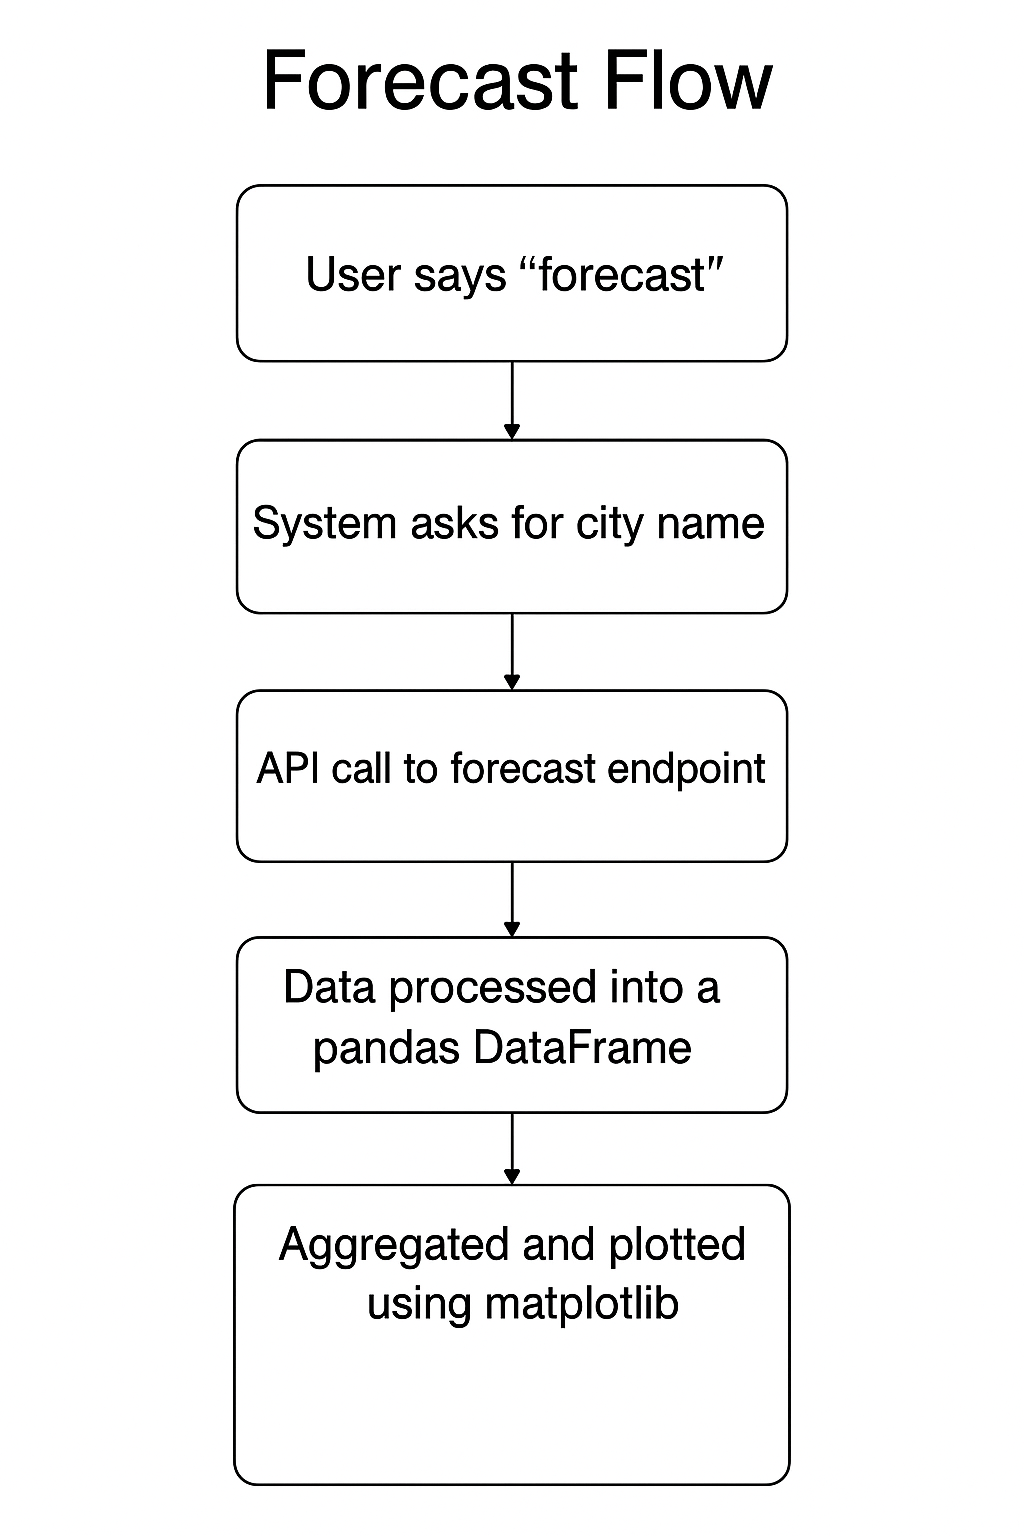 Forecast Flow
User says “forecast”
System asks for city name
API call to forecast endpoint
Data processed into a
pandas DataFrame
Aggregated and plotted
using matplotlib